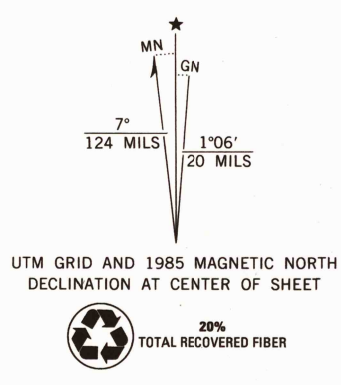 ★
MN
GN
7°
124 MILS
1°06′
20 MILS
UTM GRID AND 1985 MAGNETIC NORTH
DECLINATION AT CENTER OF SHEET
20%
TOTAL RECOVERED FIBER